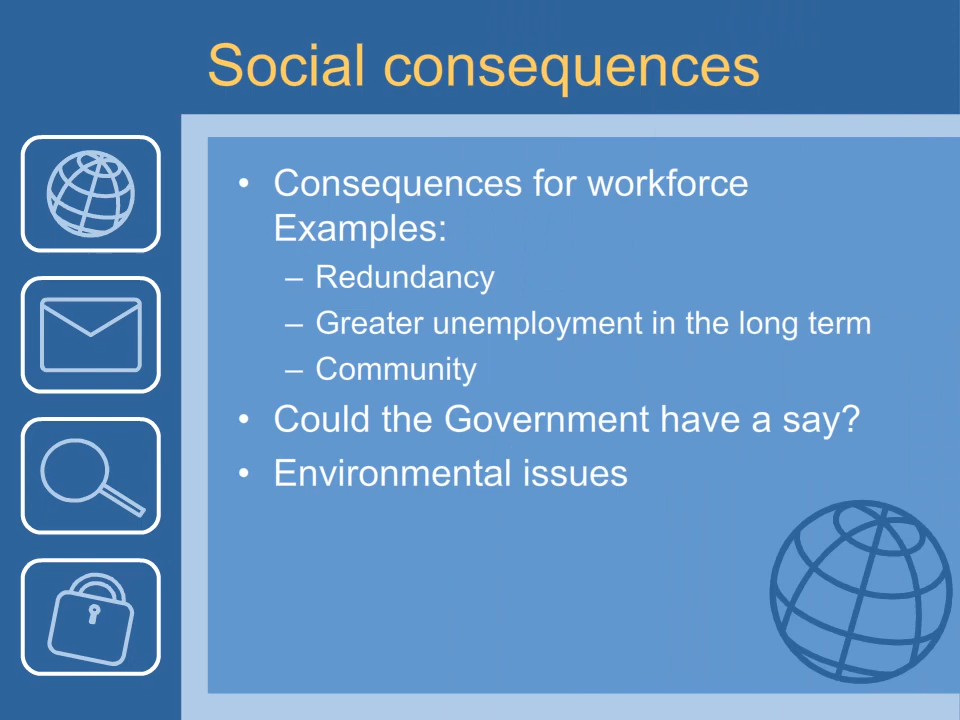 Social consequences
• Consequences for workforce
Examples:
– Redundancy
– Greater unemployment in the long term
– Community
• Could the Government have a say?
• Environmental issues